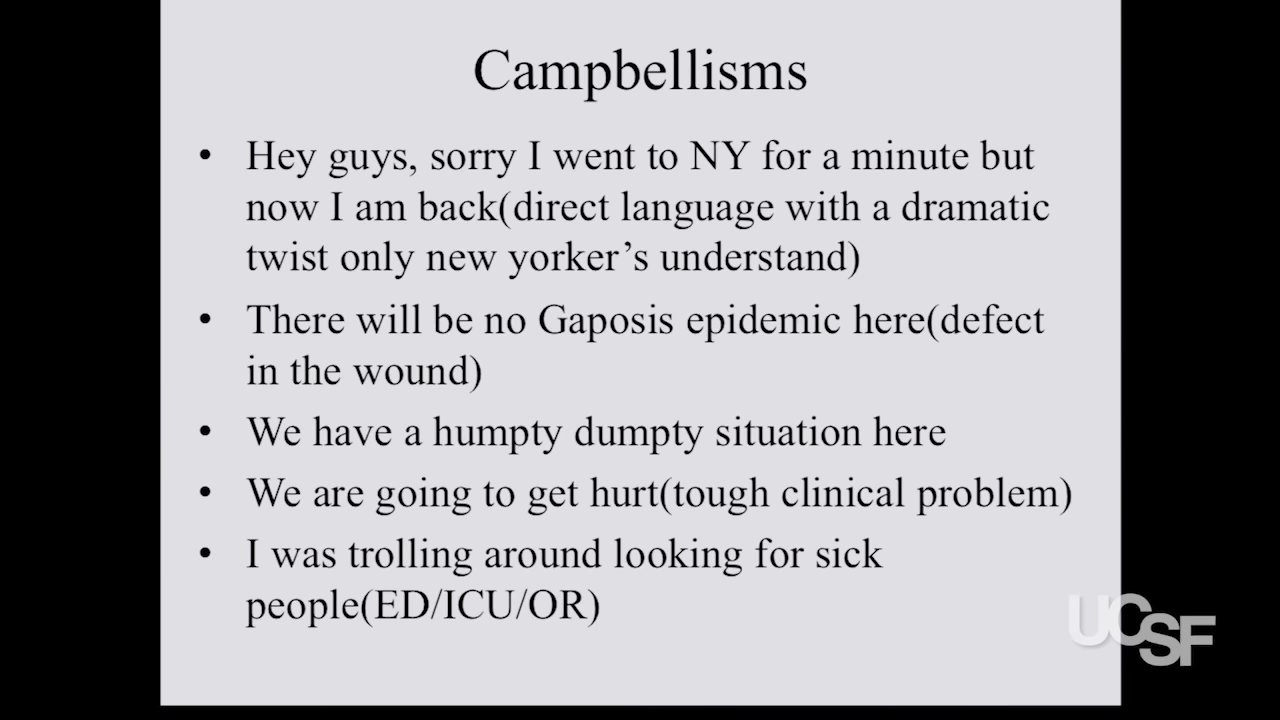 Campbellisms
• Hey guys, sorry I went to NY for a minute but
now I am back(direct language with a dramatic
twist only new yorker’s understand)
• There will be no Gaposis epidemic here(defect
in the wound)
• We have a humpty dumpty situation here
• We are going to get hurt(tough clinical problem)
• I was trolling around looking for sick
people(ED/ICU/OR)
UCSF